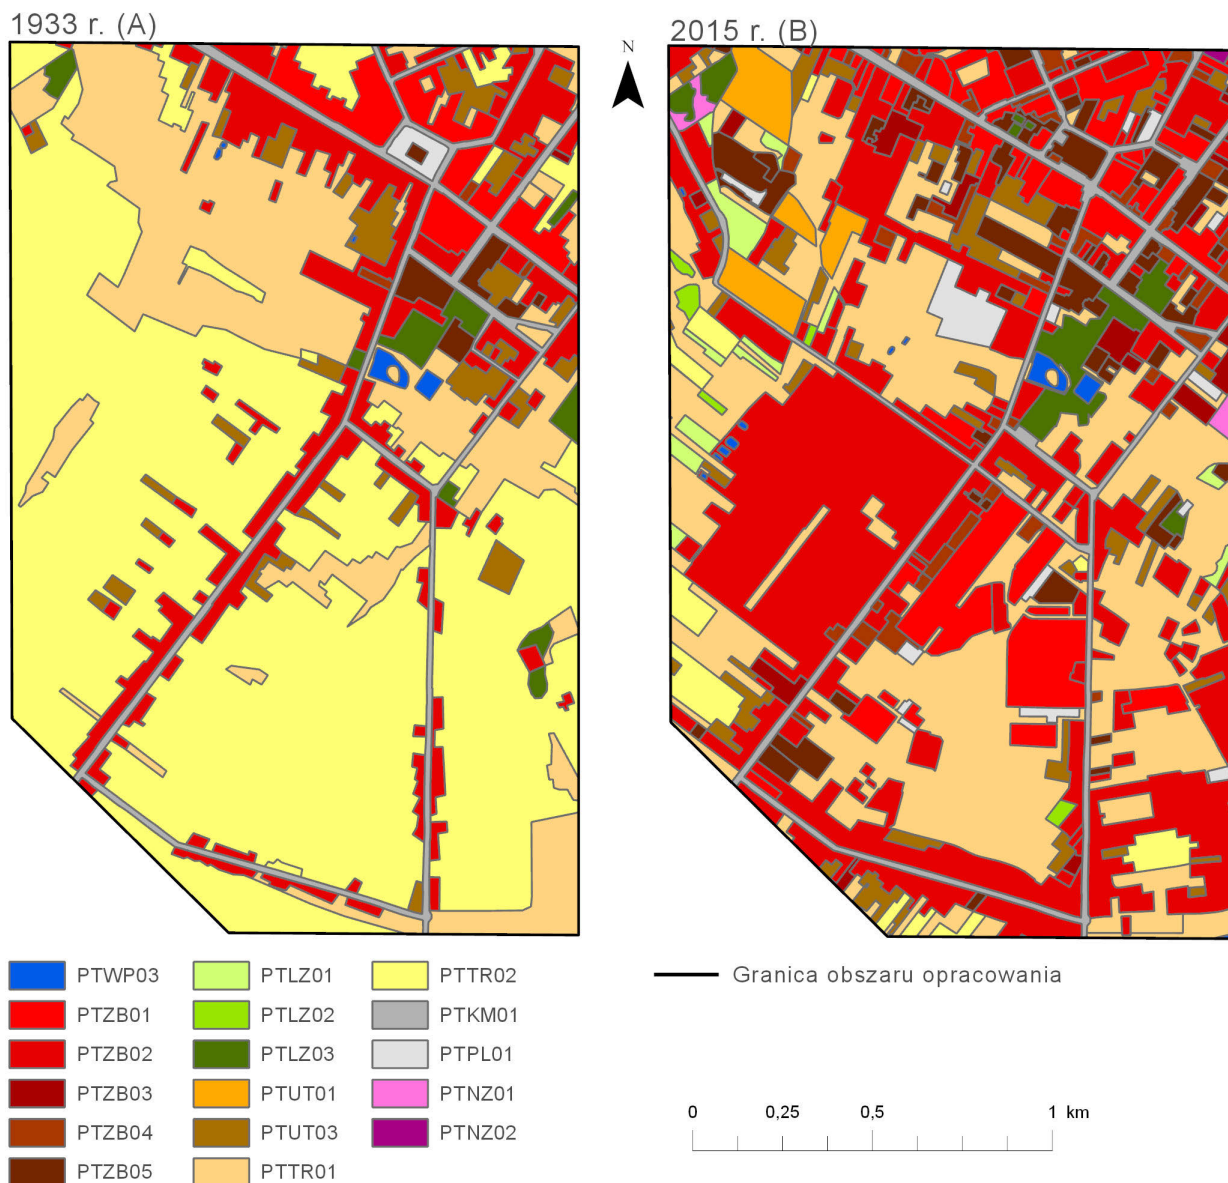 1933 r. (A)
2015 r. (B)
N
PTWP03
PTZB01
PTZB02
PTZB03
PTZB04
PTZB05
PTLZ01
PTLZ02
PTLZ03
PTUT01
PTUT03
PTTR01
PTTR02
PTKM01
PTPL01
PTNZ01
PTNZ02
Granica obszaru opracowania
0 0,25 0,5 1 km